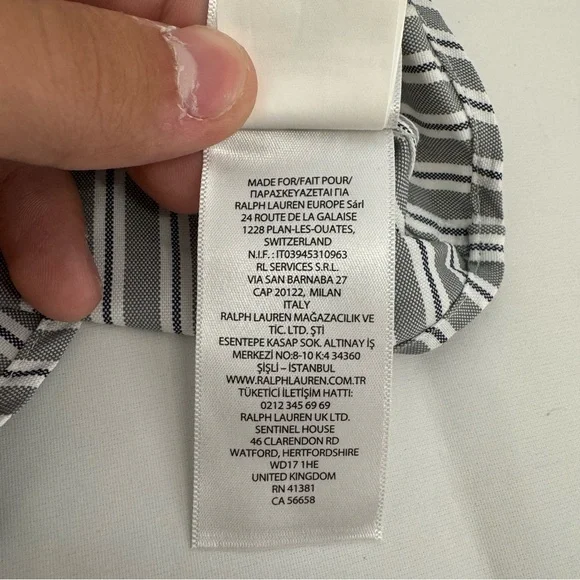 MADE FOR/FAIT POUR/
ΠΑΡΑΣΚΕΥΑΖΕΤΑΙ ΓΙΑ
RALPH LAUREN EUROPE Sárl
24 ROUTE DE LA GALAISE
1228 PLAN-LES-OUATES,
SWITZERLAND
N.I.F. : IT03945310963
RL SERVICES S.R.L.
VIA SAN BARNABA 27
CAP 20122, MILAN
ITALY
RALPH LAUREN MAĞAZACILIK VE
TİC. LTD. ŞTİ
ESENTEPE KASAP SOK. ALTINAY İŞ
MERKEZİ NO:8-10 K:4 34360
ŞİŞLİ – İSTANBUL
WWW.RALPHLAUREN.COM.TR
TÜKETİCİ İLETİŞİM HATTI:
0212 345 69 69
RALPH LAUREN UK LTD.
SENTINEL HOUSE
46 CLARENDON RD
WATFORD, HERTFORDSHIRE
WD17 1HE
UNITED KINGDOM
RN 41381
CA 56658